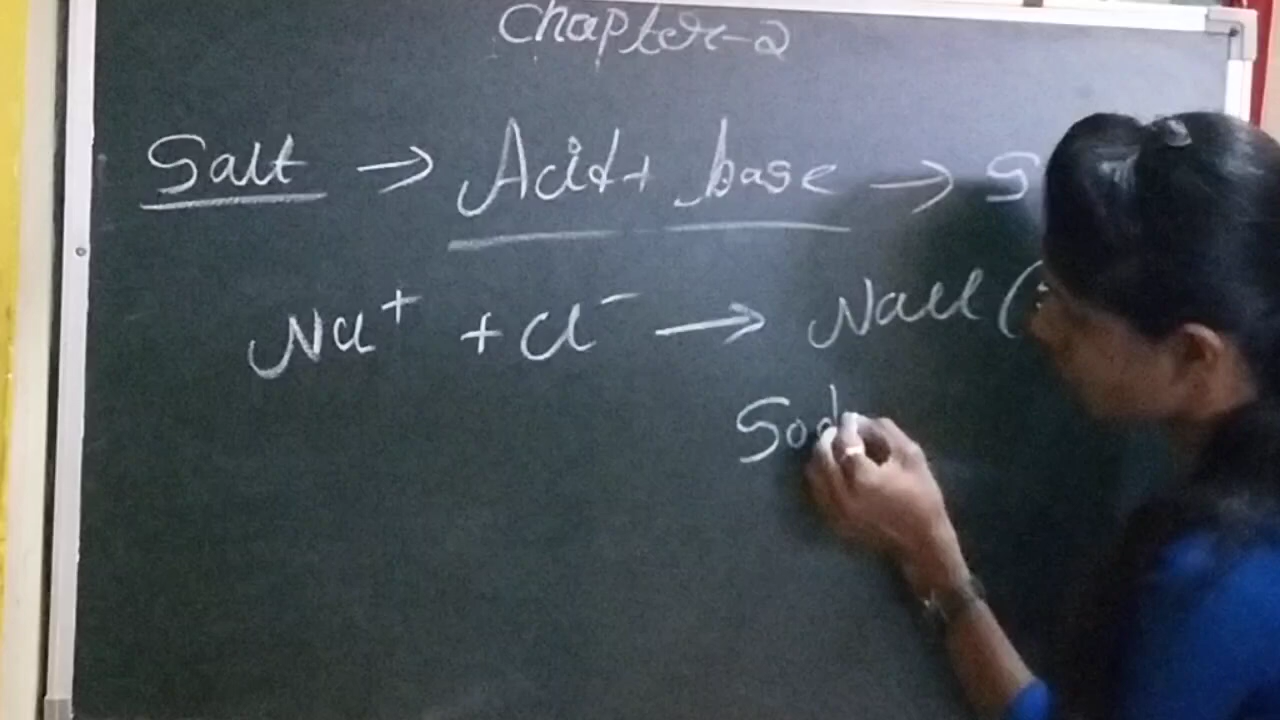 Chapter-2
Salt → Acid + base → S
Na⁺ + Cl⁻ → NaCl (
Sod